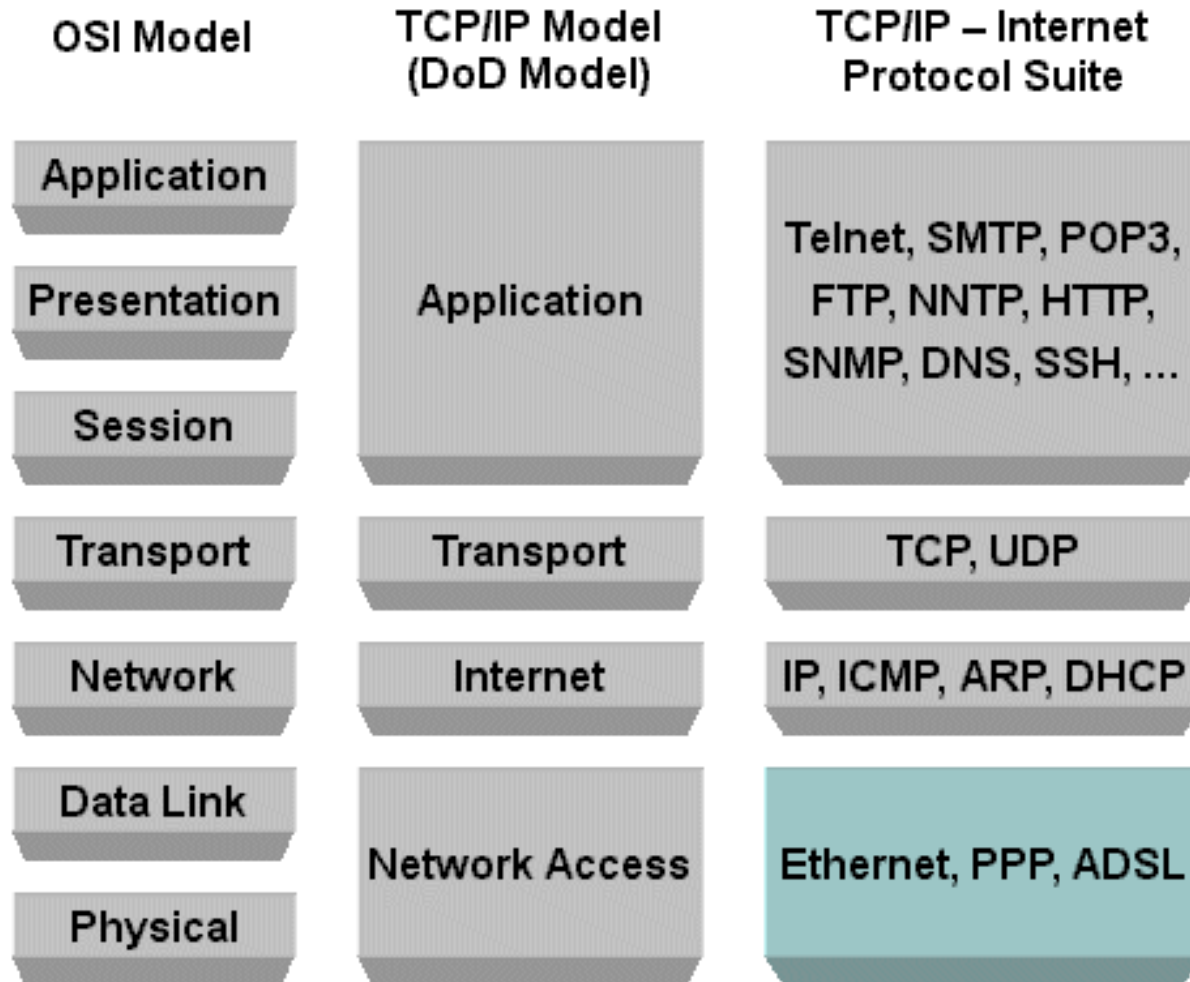 OSI Model
TCP/IP Model
(DoD Model)
TCP/IP – Internet
Protocol Suite
Application
Presentation
Session
Transport
Network
Data Link
Physical
Application
Transport
Internet
Network Access
Telnet, SMTP, POP3,
FTP, NNTP, HTTP,
SNMP, DNS, SSH, ...
TCP, UDP
IP, ICMP, ARP, DHCP
Ethernet, PPP, ADSL